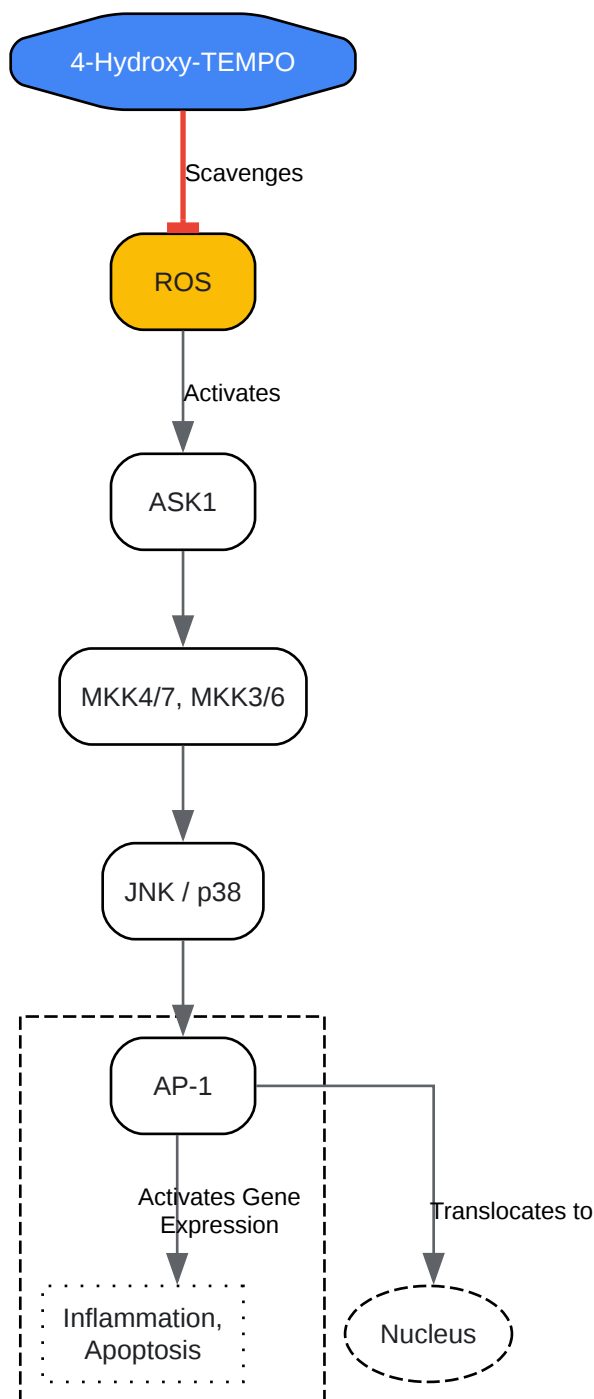 4-Hydroxy-TEMPO
Scavenges
ROS
Activates
ASK1
MKK4/7, MKK3/6
JNK / p38
AP-1
Activates Gene
Expression
Translocates to
Inflammation,
Apoptosis
Nucleus